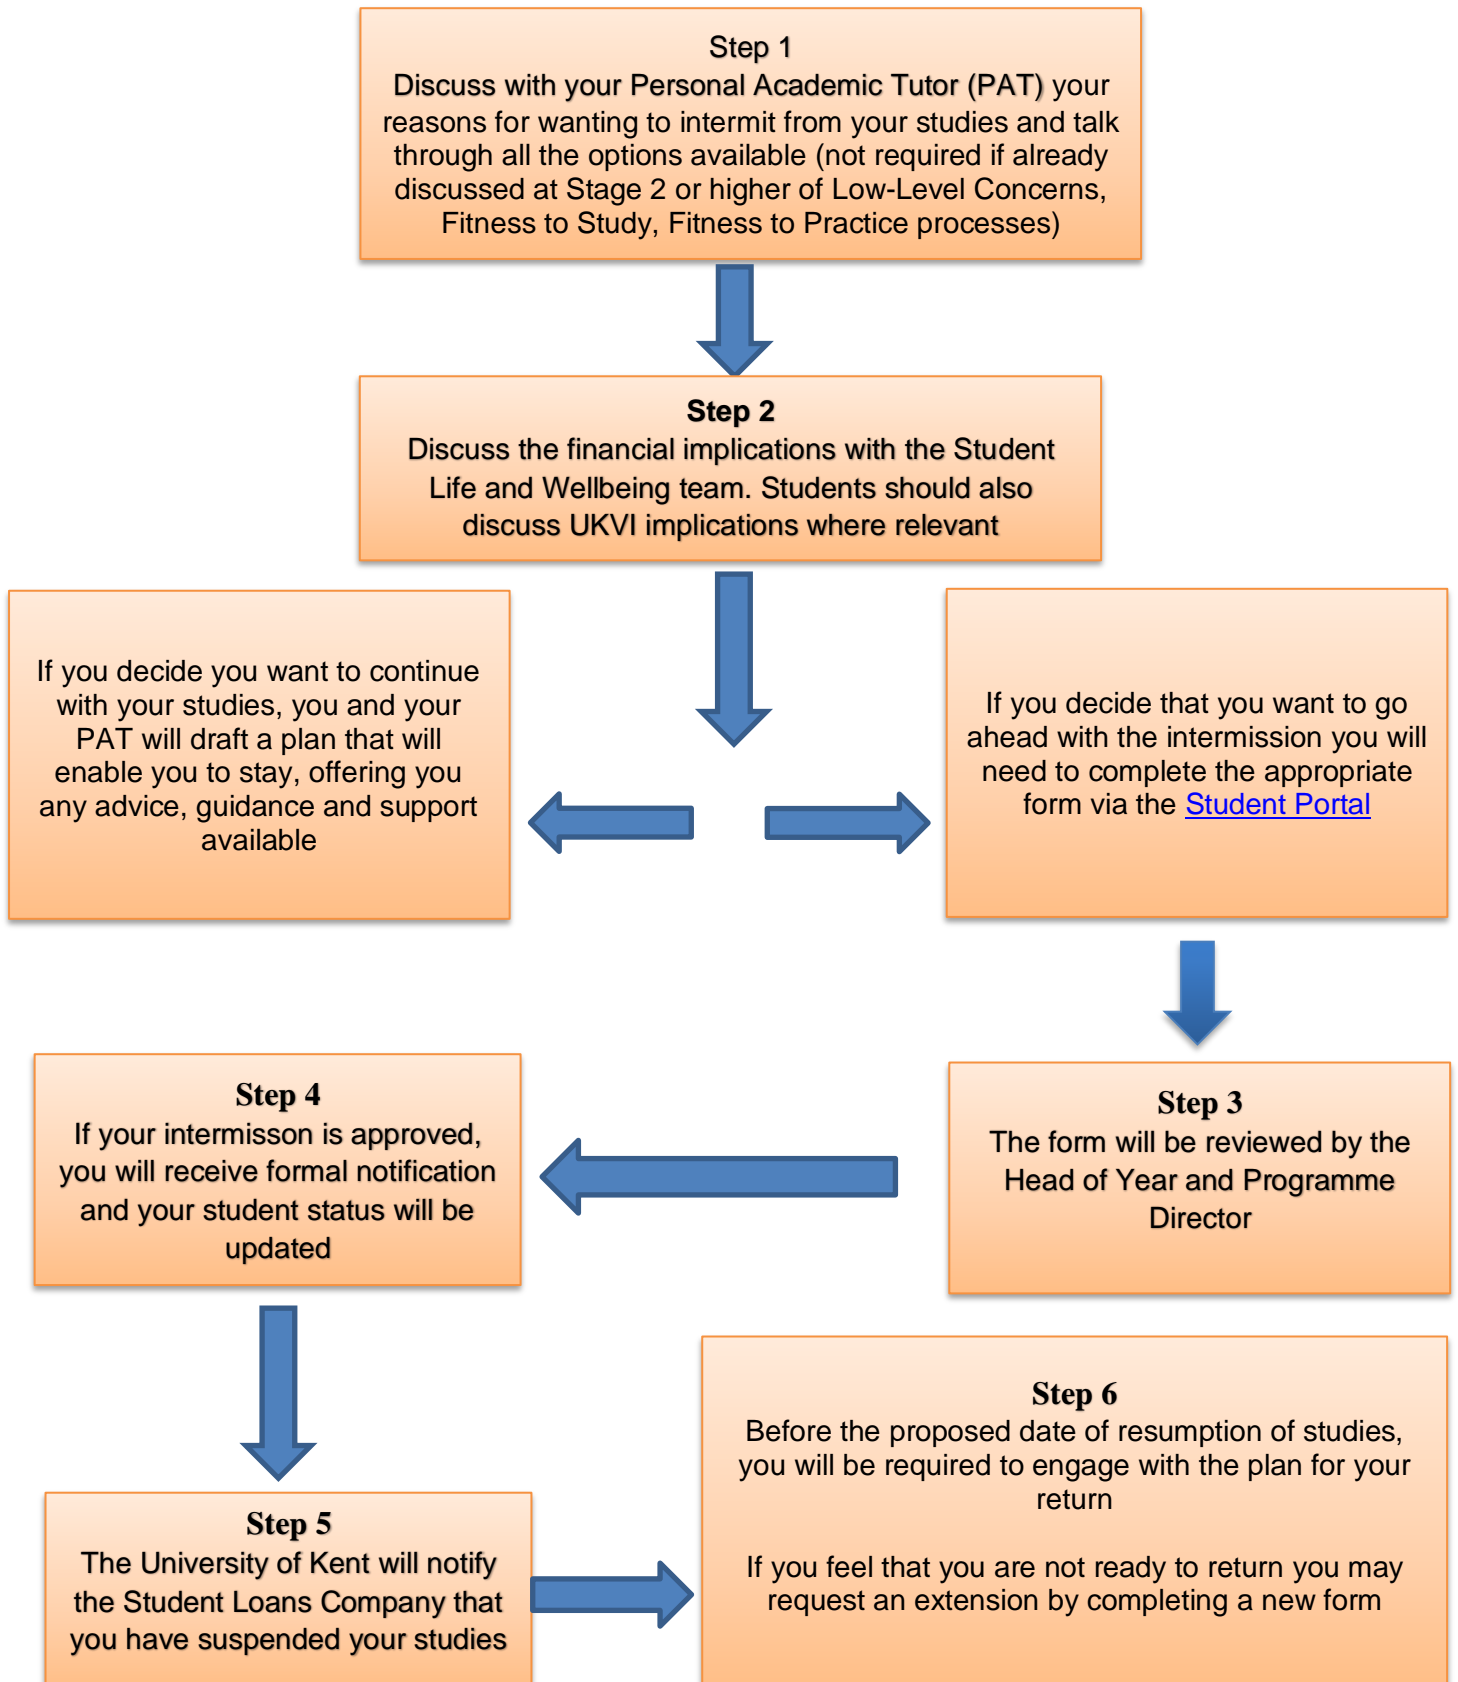 Step 1
Discuss with your Personal Academic Tutor (PAT) your
reasons for wanting to intermit from your studies and talk
through all the options available (not required if already
discussed at Stage 2 or higher of Low-Level Concerns,
Fitness to Study, Fitness to Practice processes)
Step 2
Discuss the financial implications with the Student
Life and Wellbeing team. Students should also
discuss UKVI implications where relevant
If you decide you want to continue
with your studies, you and your
PAT will draft a plan that will
enable you to stay, offering you
any advice, guidance and support
available
If you decide that you want to go
ahead with the intermission you will
need to complete the appropriate
form via the Student Portal
Step 3
The form will be reviewed by the
Head of Year and Programme
Director
Step 4
If your intermisson is approved,
you will receive formal notification
and your student status will be
updated
Step 5
The University of Kent will notify
the Student Loans Company that
you have suspended your studies
Step 6
Before the proposed date of resumption of studies,
you will be required to engage with the plan for your
return
If you feel that you are not ready to return you may
request an extension by completing a new form